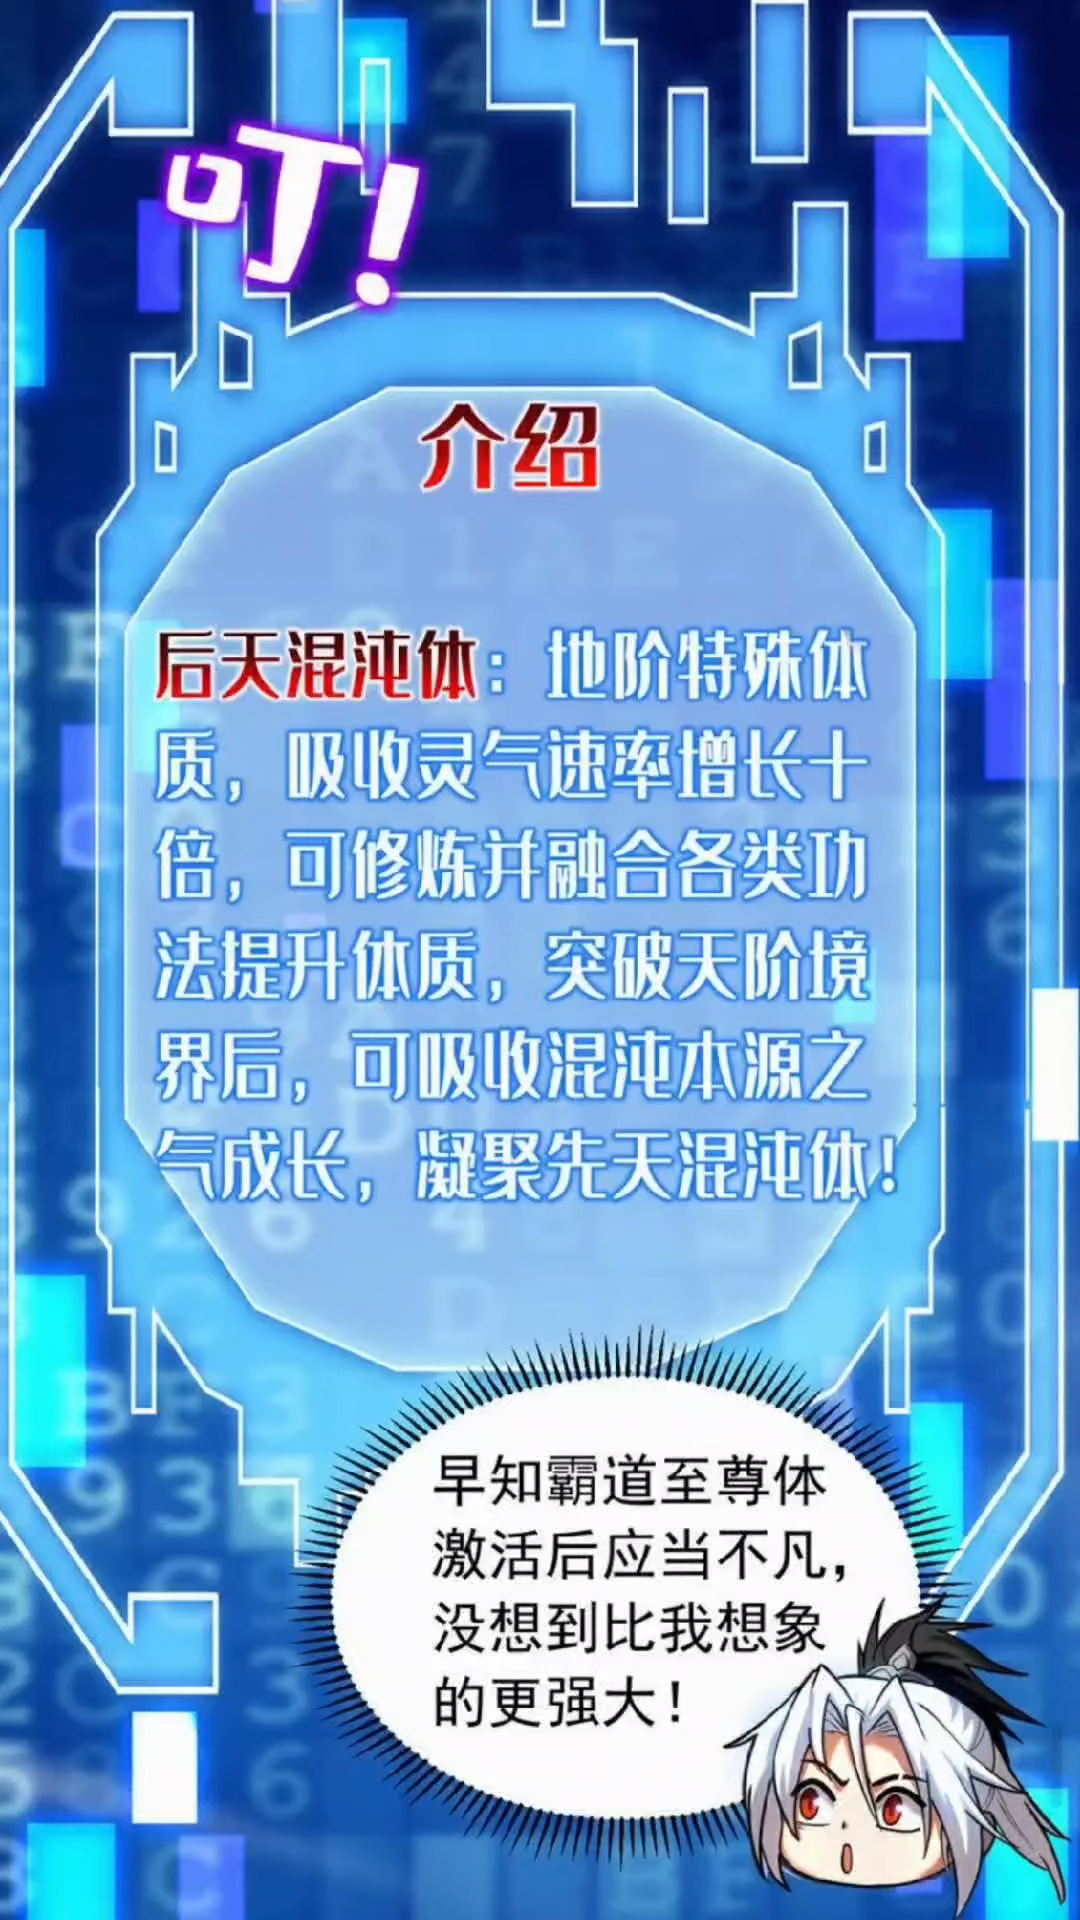 叮！
介绍
后天混沌体：地阶特殊体
质，吸收灵气速率增长十
倍，可修炼并融合各类功
法提升体质，突破天阶境
界后，可吸收混沌本源之
气成长，凝聚先天混沌体！
早知霸道至尊体
激活后应当不凡，
没想到比我想象
的更强大！